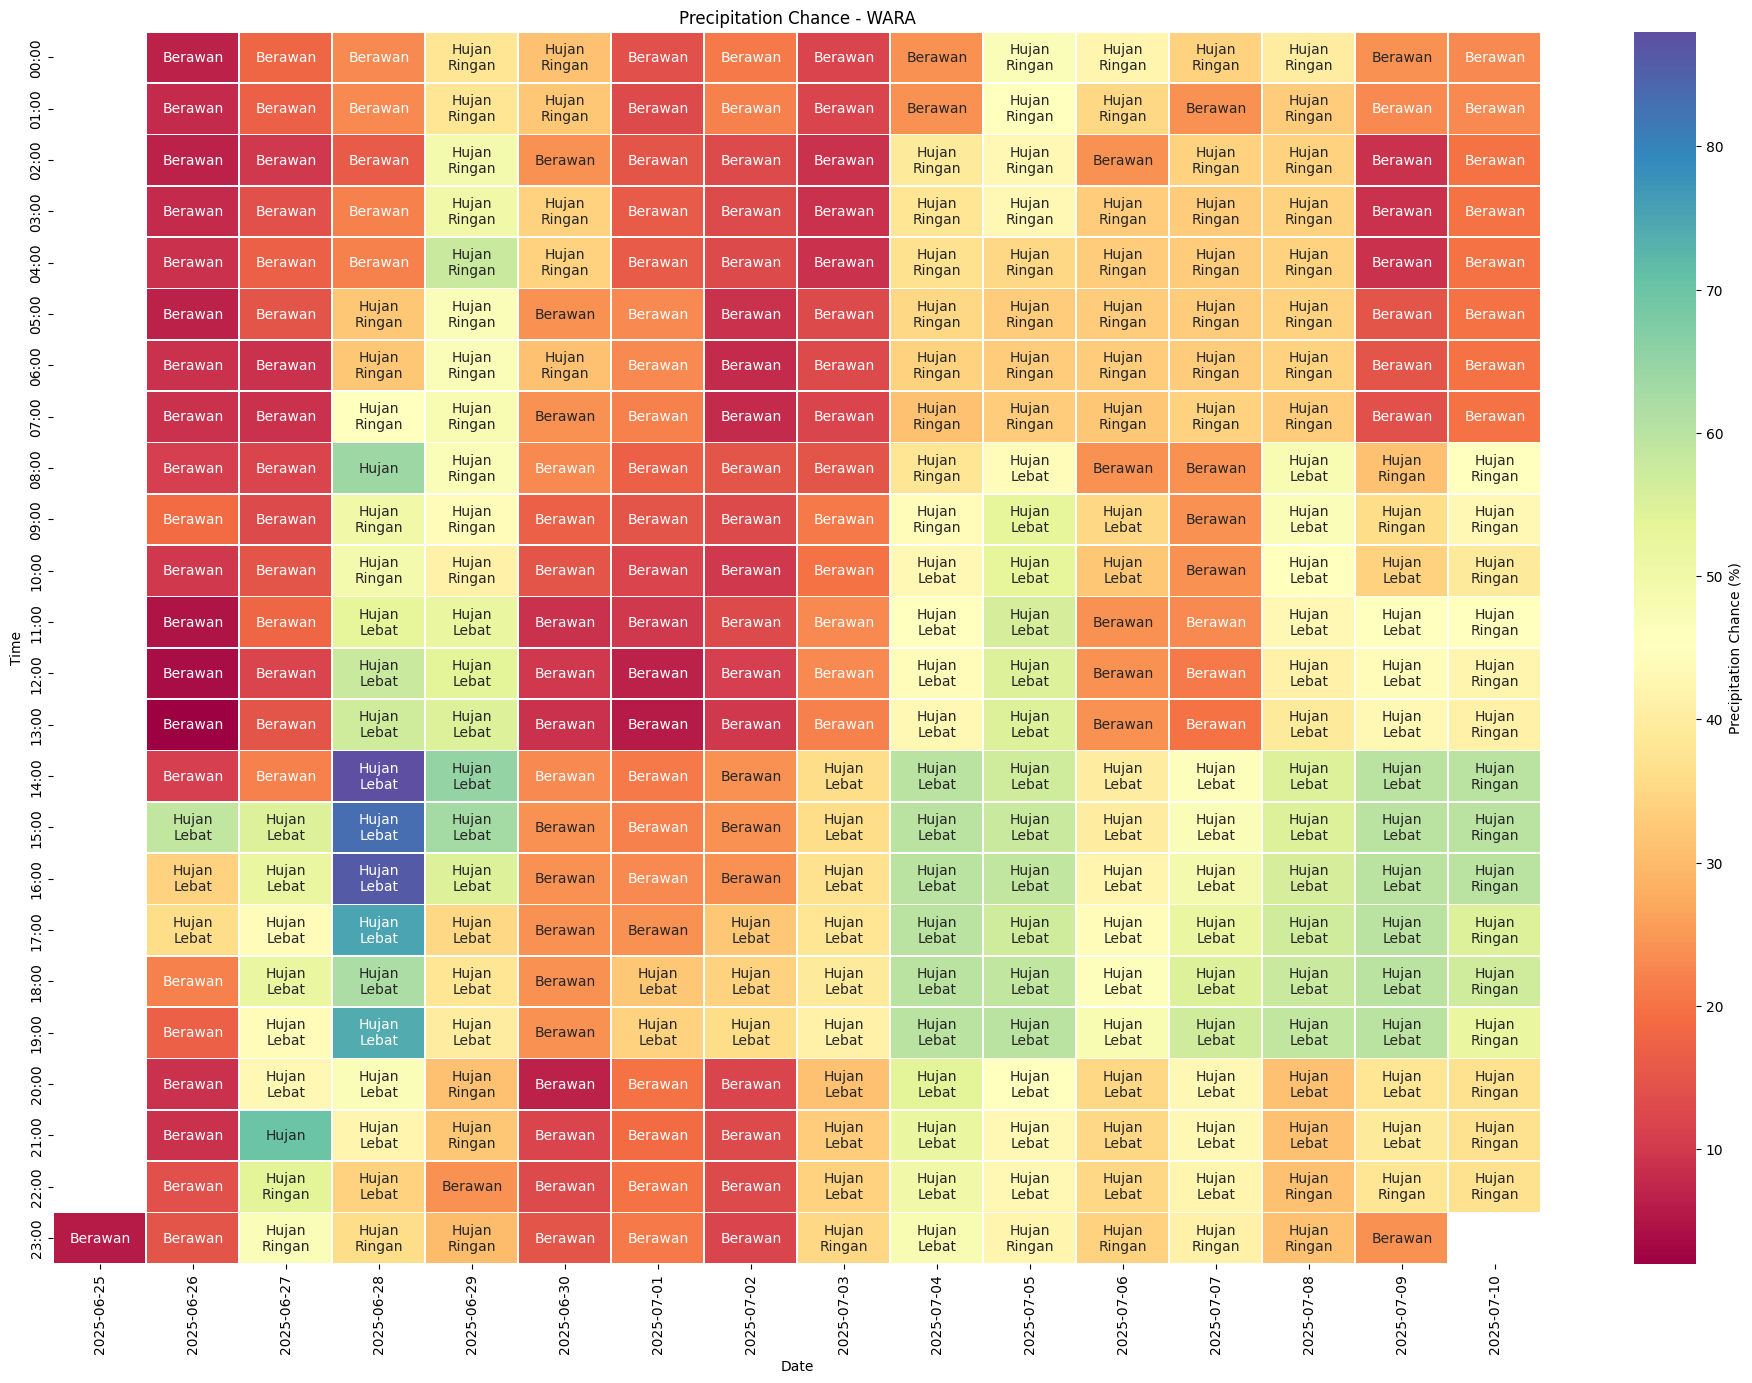 Precipitation Chance - WARA
00:00 Berawan Berawan Berawan Hujan Ringan Hujan Ringan Berawan Berawan Berawan Berawan Hujan Ringan Hujan Ringan Hujan Ringan Hujan Ringan Berawan Berawan
01:00 Berawan Berawan Berawan Hujan Ringan Hujan Ringan Berawan Berawan Berawan Berawan Hujan Ringan Hujan Ringan Berawan Hujan Ringan Berawan Berawan
02:00 Berawan Berawan Berawan Hujan Ringan Berawan Berawan Berawan Berawan Hujan Ringan Hujan Ringan Berawan Hujan Ringan Hujan Ringan Berawan Berawan
03:00 Berawan Berawan Berawan Hujan Ringan Hujan Ringan Berawan Berawan Berawan Hujan Ringan Hujan Ringan Hujan Ringan Hujan Ringan Hujan Ringan Berawan Berawan
04:00 Berawan Berawan Berawan Hujan Ringan Hujan Ringan Berawan Berawan Berawan Hujan Ringan Hujan Ringan Hujan Ringan Hujan Ringan Hujan Ringan Berawan Berawan
05:00 Berawan Berawan Hujan Ringan Hujan Ringan Berawan Berawan Berawan Berawan Hujan Ringan Hujan Ringan Hujan Ringan Hujan Ringan Hujan Ringan Berawan Berawan
06:00 Berawan Berawan Hujan Ringan Hujan Ringan Hujan Ringan Berawan Berawan Berawan Hujan Ringan Hujan Ringan Hujan Ringan Hujan Ringan Hujan Ringan Berawan Berawan
07:00 Berawan Berawan Hujan Ringan Hujan Ringan Berawan Berawan Berawan Berawan Hujan Ringan Hujan Ringan Hujan Ringan Hujan Ringan Hujan Ringan Berawan Berawan
08:00 Berawan Berawan Hujan Hujan Ringan Berawan Berawan Berawan Berawan Hujan Ringan Hujan Lebat Berawan Berawan Hujan Lebat Hujan Ringan Hujan Ringan
09:00 Berawan Berawan Hujan Ringan Hujan Ringan Berawan Berawan Berawan Berawan Hujan Ringan Hujan Lebat Hujan Lebat Berawan Hujan Lebat Hujan Ringan Hujan Ringan
10:00 Berawan Berawan Hujan Ringan Hujan Ringan Berawan Berawan Berawan Berawan Hujan Lebat Hujan Lebat Hujan Lebat Berawan Hujan Lebat Hujan Lebat Hujan Ringan
11:00 Berawan Berawan Hujan Lebat Hujan Lebat Berawan Berawan Berawan Berawan Hujan Lebat Hujan Lebat Berawan Berawan Hujan Lebat Hujan Lebat Hujan Ringan
12:00 Berawan Berawan Hujan Lebat Hujan Lebat Berawan Berawan Berawan Berawan Hujan Lebat Hujan Lebat Berawan Berawan Hujan Lebat Hujan Lebat Hujan Ringan
13:00 Berawan Berawan Hujan Lebat Hujan Lebat Berawan Berawan Berawan Berawan Hujan Lebat Hujan Lebat Berawan Berawan Hujan Lebat Hujan Lebat Hujan Ringan
14:00 Berawan Berawan Hujan Lebat Hujan Lebat Berawan Berawan Berawan Hujan Lebat Hujan Lebat Hujan Lebat Hujan Lebat Hujan Lebat Hujan Lebat Hujan Lebat Hujan Ringan
15:00 Hujan Lebat Hujan Lebat Hujan Lebat Hujan Lebat Berawan Berawan Berawan Hujan Lebat Hujan Lebat Hujan Lebat Hujan Lebat Hujan Lebat Hujan Lebat Hujan Lebat Hujan Ringan
16:00 Hujan Lebat Hujan Lebat Hujan Lebat Hujan Lebat Berawan Berawan Berawan Hujan Lebat Hujan Lebat Hujan Lebat Hujan Lebat Hujan Lebat Hujan Lebat Hujan Lebat Hujan Ringan
17:00 Hujan Lebat Hujan Lebat Hujan Lebat Hujan Lebat Berawan Berawan Hujan Lebat Hujan Lebat Hujan Lebat Hujan Lebat Hujan Lebat Hujan Lebat Hujan Lebat Hujan Lebat Hujan Ringan
18:00 Berawan Hujan Lebat Hujan Lebat Hujan Lebat Berawan Hujan Lebat Hujan Lebat Hujan Lebat Hujan Lebat Hujan Lebat Hujan Lebat Hujan Lebat Hujan Lebat Hujan Lebat Hujan Ringan
19:00 Berawan Hujan Lebat Hujan Lebat Hujan Lebat Berawan Hujan Lebat Hujan Lebat Hujan Lebat Hujan Lebat Hujan Lebat Hujan Lebat Hujan Lebat Hujan Lebat Hujan Lebat Hujan Ringan
20:00 Berawan Hujan Lebat Hujan Lebat Hujan Ringan Berawan Berawan Berawan Hujan Lebat Hujan Lebat Hujan Lebat Hujan Lebat Hujan Lebat Hujan Lebat Hujan Lebat Hujan Ringan
21:00 Berawan Hujan Hujan Lebat Hujan Ringan Berawan Berawan Berawan Hujan Lebat Hujan Lebat Hujan Lebat Hujan Lebat Hujan Lebat Hujan Lebat Hujan Lebat Hujan Ringan
22:00 Berawan Hujan Ringan Hujan Lebat Berawan Berawan Berawan Berawan Hujan Lebat Hujan Lebat Hujan Lebat Hujan Lebat Hujan Lebat Hujan Ringan Hujan Ringan Hujan Ringan
23:00 Berawan Berawan Hujan Ringan Hujan Ringan Hujan Ringan Berawan Berawan Berawan Hujan Ringan Hujan Lebat Hujan Ringan Hujan Ringan Hujan Ringan Hujan Ringan Berawan
Time
2025-06-25 2025-06-26 2025-06-27 2025-06-28 2025-06-29 2025-06-30 2025-07-01 2025-07-02 2025-07-03 2025-07-04 2025-07-05 2025-07-06 2025-07-07 2025-07-08 2025-07-09 2025-07-10
Date
80
70
60
50
40
30
20
10
Precipitation Chance (%)